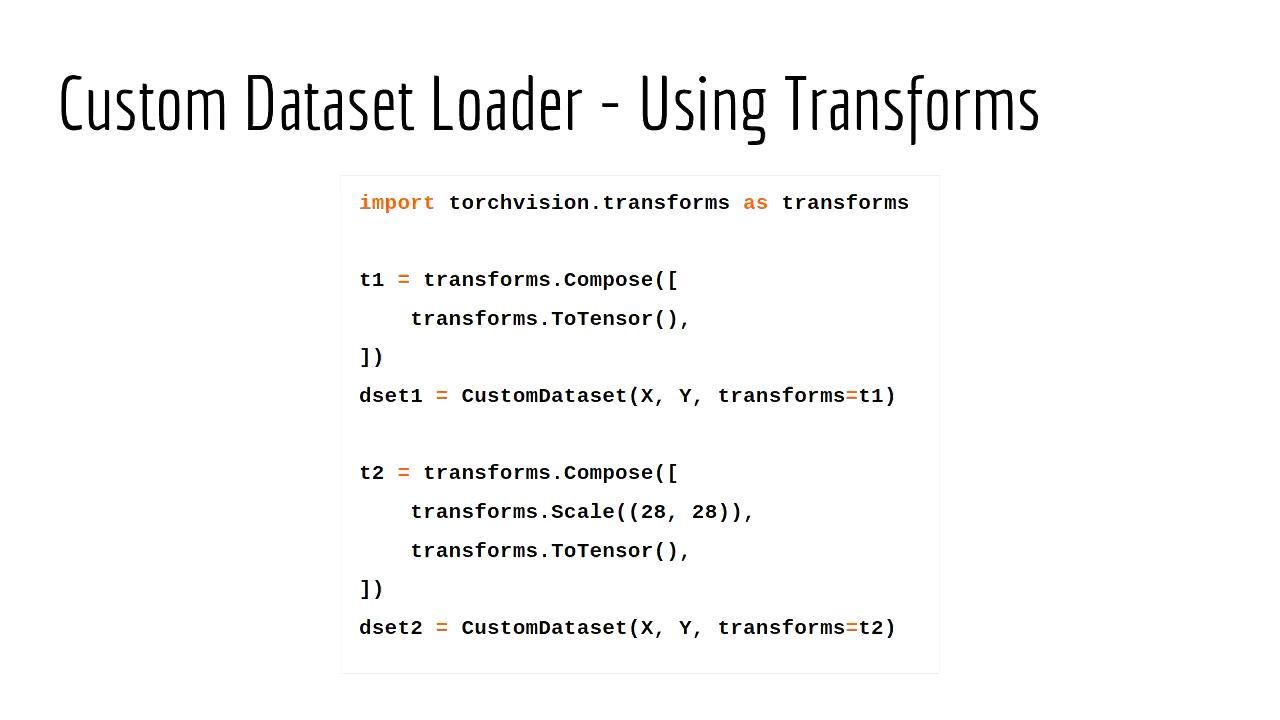 Custom Dataset Loader - Using Transforms
import torchvision.transforms as transforms
t1 = transforms.Compose([
    transforms.ToTensor(),
])
dset1 = CustomDataset(X, Y, transforms=t1)
t2 = transforms.Compose([
    transforms.Scale((28, 28)),
    transforms.ToTensor(),
])
dset2 = CustomDataset(X, Y, transforms=t2)